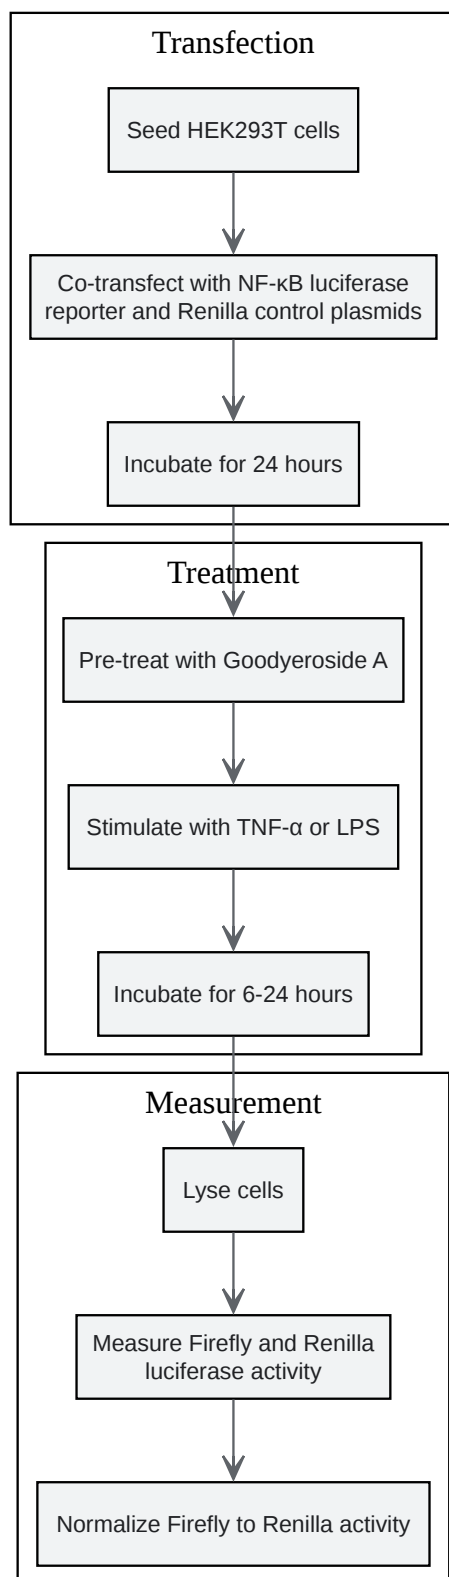 Transfection
Seed HEK293T cells
Co-transfect with NF-κB luciferase
reporter and Renilla control plasmids
Incubate for 24 hours
Treatment
Pre-treat with Goodyeroside A
Stimulate with TNF-α or LPS
Incubate for 6-24 hours
Measurement
Lyse cells
Measure Firefly and Renilla
luciferase activity
Normalize Firefly to Renilla activity